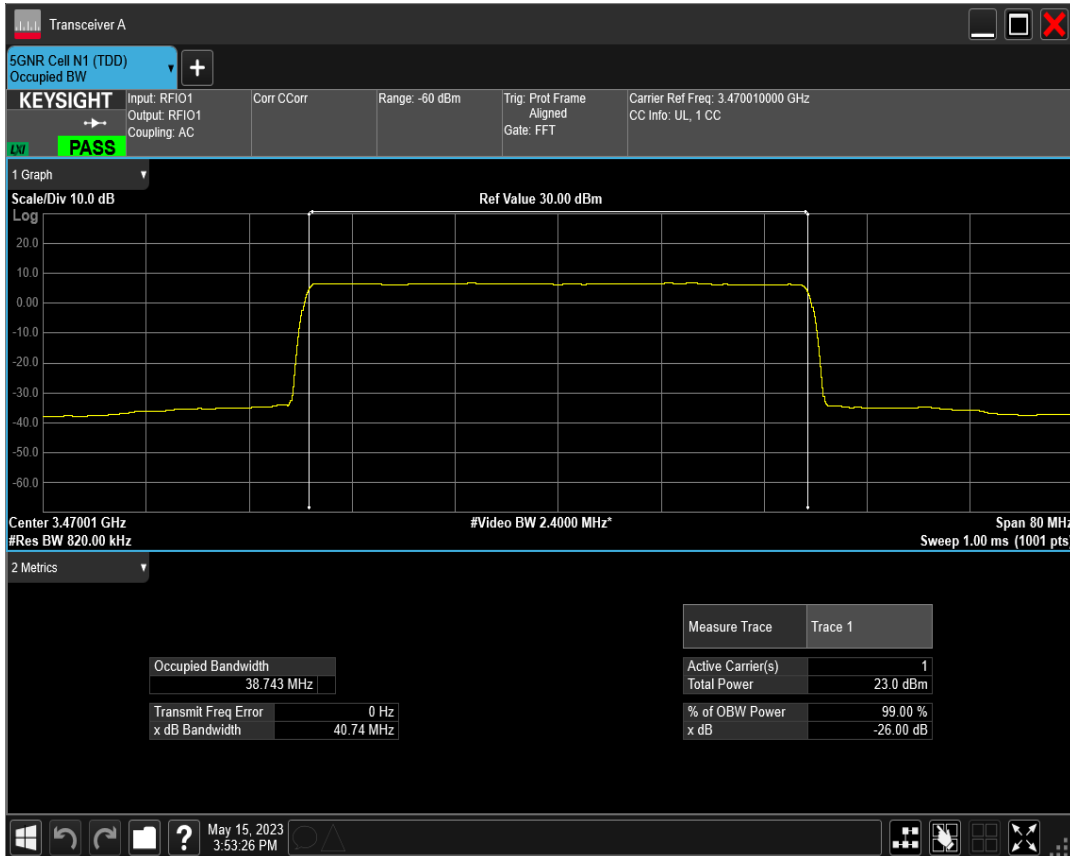 Transceiver A
5GNR Cell N1 (TDD)
Occupied BW
+
KEYSIGHT
LXI
PASS
Input: RFIO1
Output: RFIO1
Coupling: AC
Corr CCorr
Range: -60 dBm
Trig: Prot Frame
Aligned
Gate: FFT
Carrier Ref Freq: 3.470010000 GHz
CC Info: UL, 1 CC
1 Graph
Scale/Div 10.0 dB
Ref Value 30.00 dBm
Log
20.0
10.0
0.00
-10.0
-20.0
-30.0
-40.0
-50.0
-60.0
Center 3.47001 GHz
#Video BW 2.4000 MHz*
Span 80 MHz
#Res BW 820.00 kHz
Sweep 1.00 ms (1001 pts)
2 Metrics
Measure Trace Trace 1
Occupied Bandwidth
38.743 MHz
Active Carrier(s) 1
Total Power 23.0 dBm
Transmit Freq Error 0 Hz
x dB Bandwidth 40.74 MHz
% of OBW Power 99.00 %
x dB -26.00 dB
?
May 15, 2023
3:53:26 PM